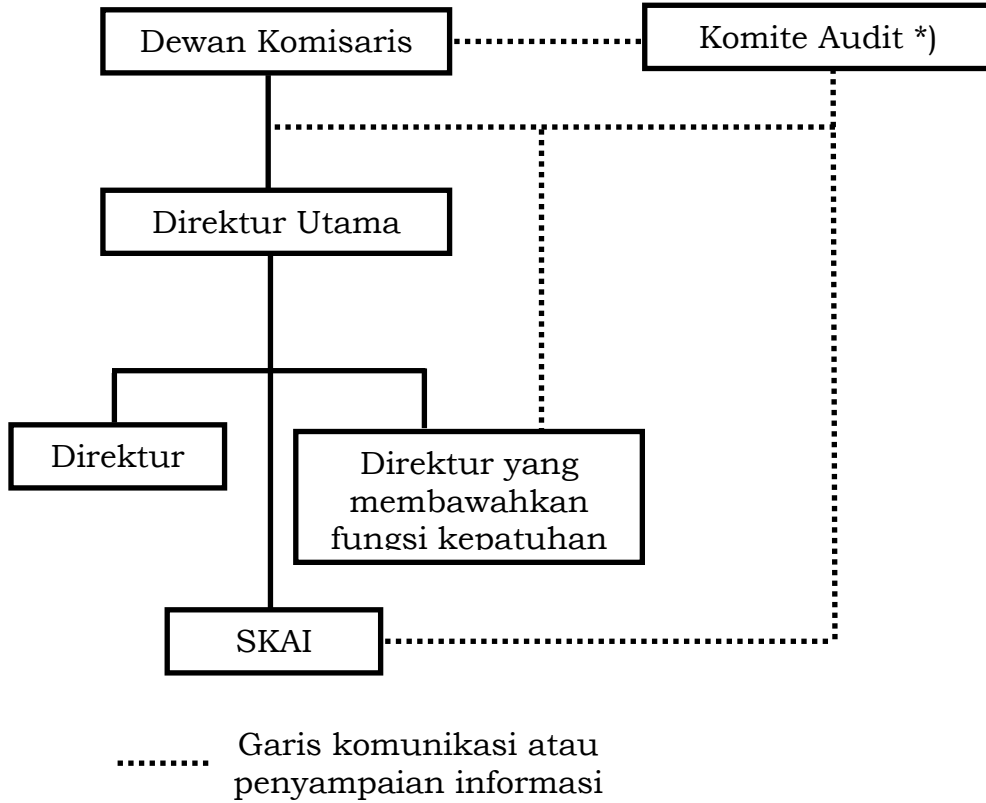 Dewan Komisaris
Komite Audit *)
Direktur Utama
Direktur
Direktur yang
membawahkan
fungsi kepatuhan
SKAI
Garis komunikasi atau
penyampaian informasi